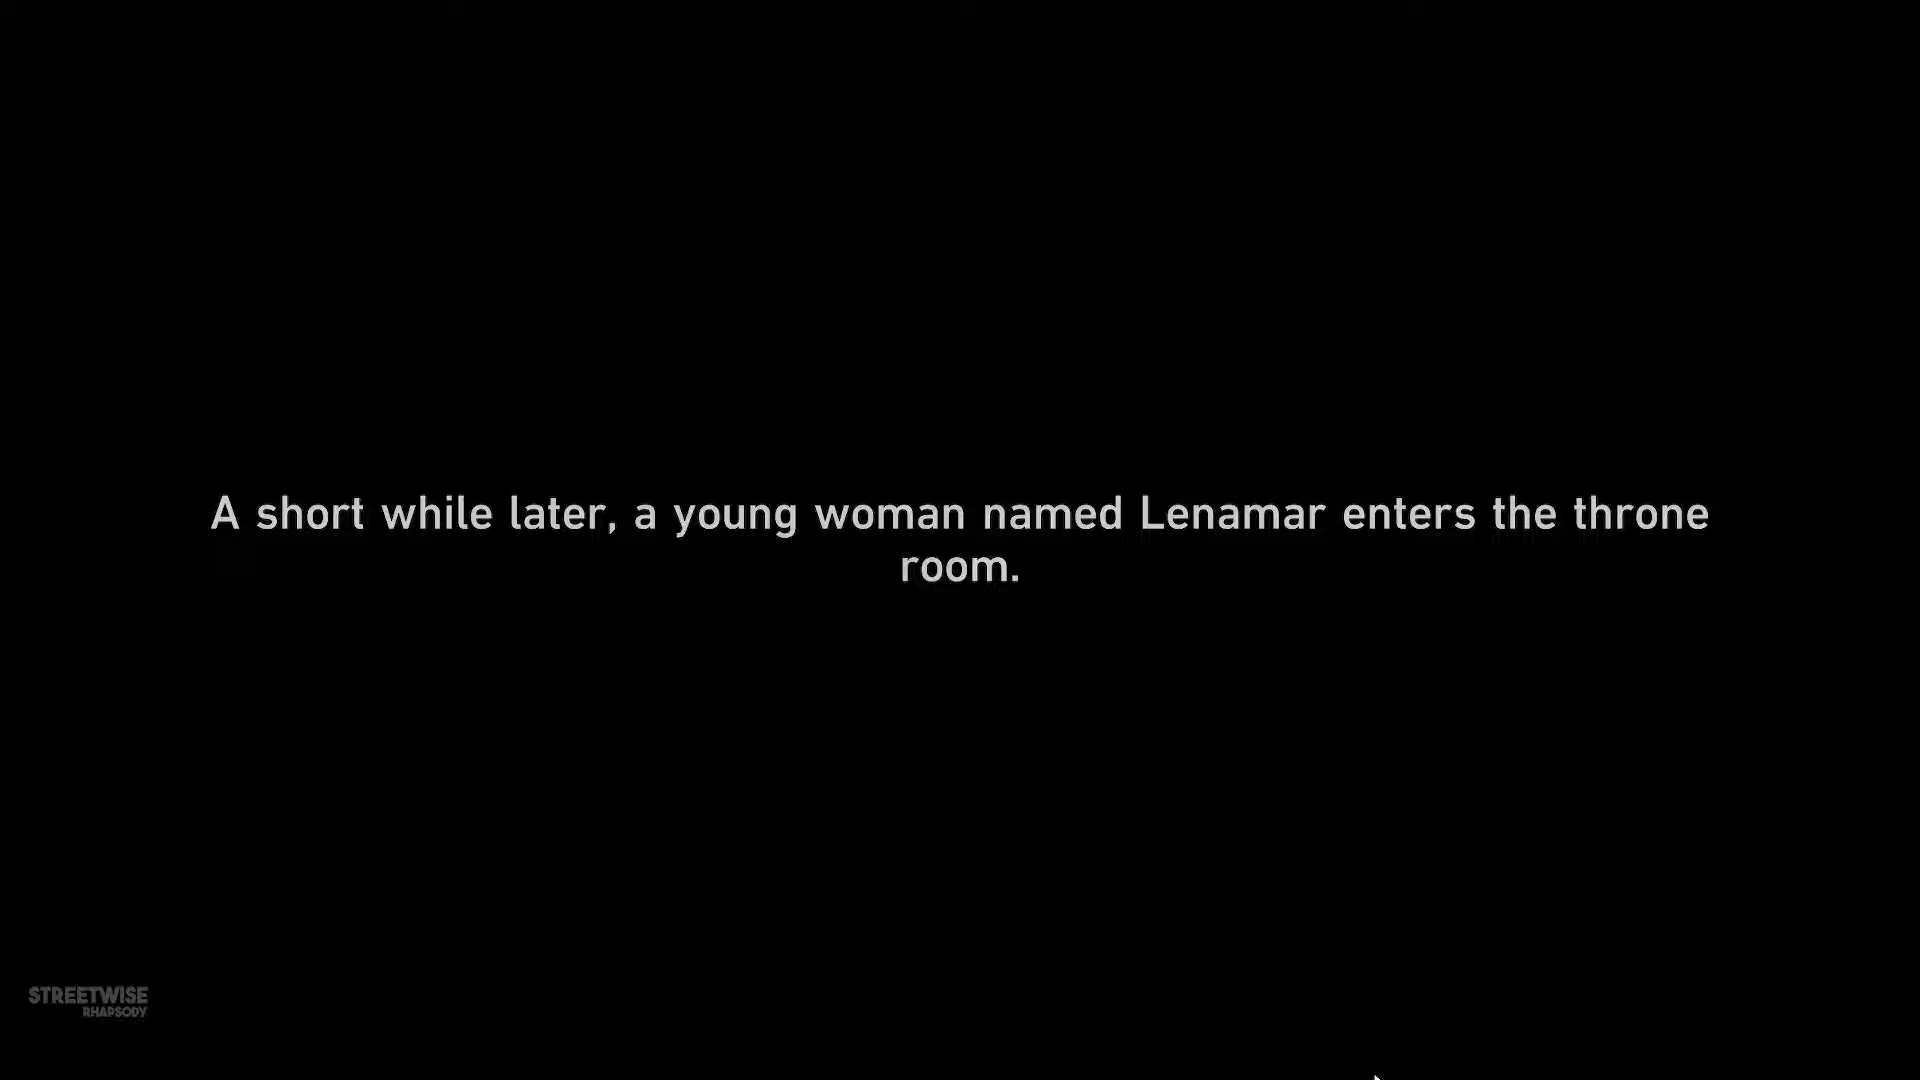 A short while later, a young woman named Lenamar enters the throne
room.
STREETWISE
RHAPSODY